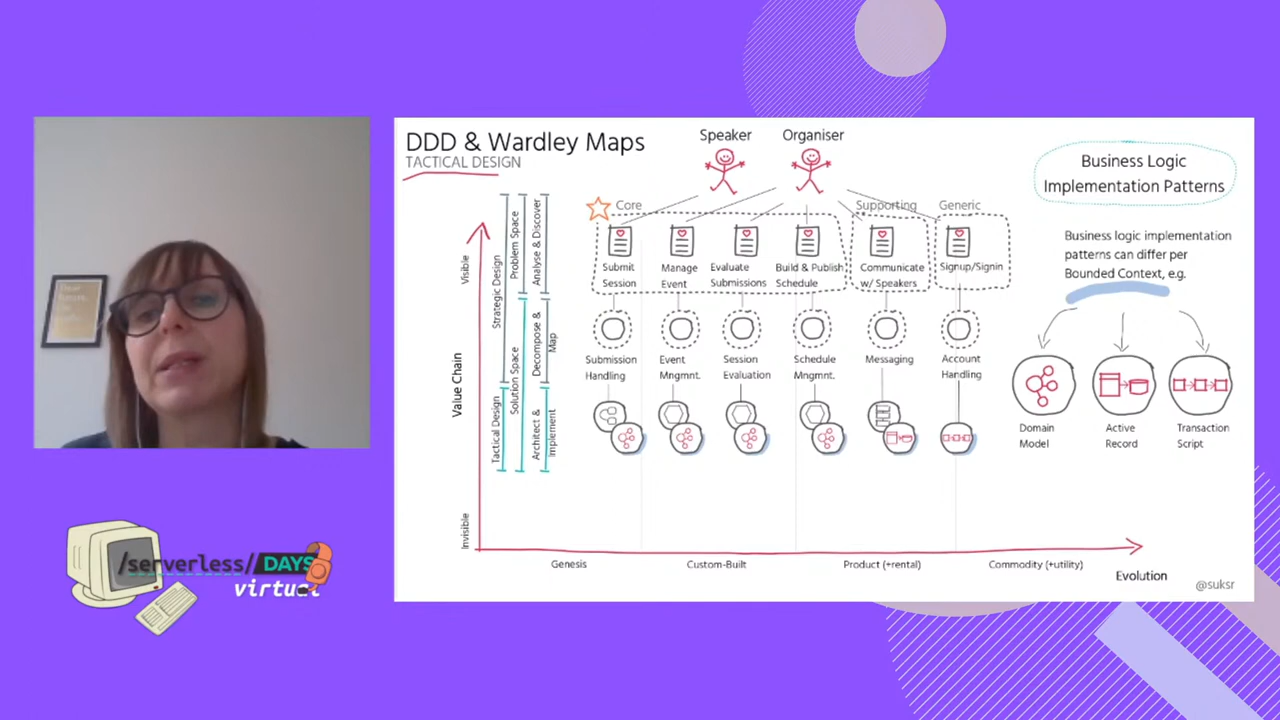 DDD & Wardley Maps
TACTICAL DESIGN
Speaker
Organiser
Business Logic
Implementation Patterns
Core
Supporting
Generic
Business logic implementation
patterns can differ per
Bounded Context, e.g.
Submit
Session
Manage
Event
Evaluate
Submissions
Build & Publish
Schedule
Communicate
w/ Speakers
Signup/Signin
Visible
Strategic Design
Problem Space
Analyse & Discover
Value Chain
Solution Space
Decompose &
Map
Tactical Design
Architect &
Implement
Invisible
Submission
Handling
Event
Mngmnt.
Session
Evaluation
Schedule
Mngmnt.
Messaging
Account
Handling
Domain
Model
Active
Record
Transaction
Script
Genesis
Custom-Built
Product (+rental)
Commodity (+utility)
Evolution
@suksr
/serverless/DAYS
virtual